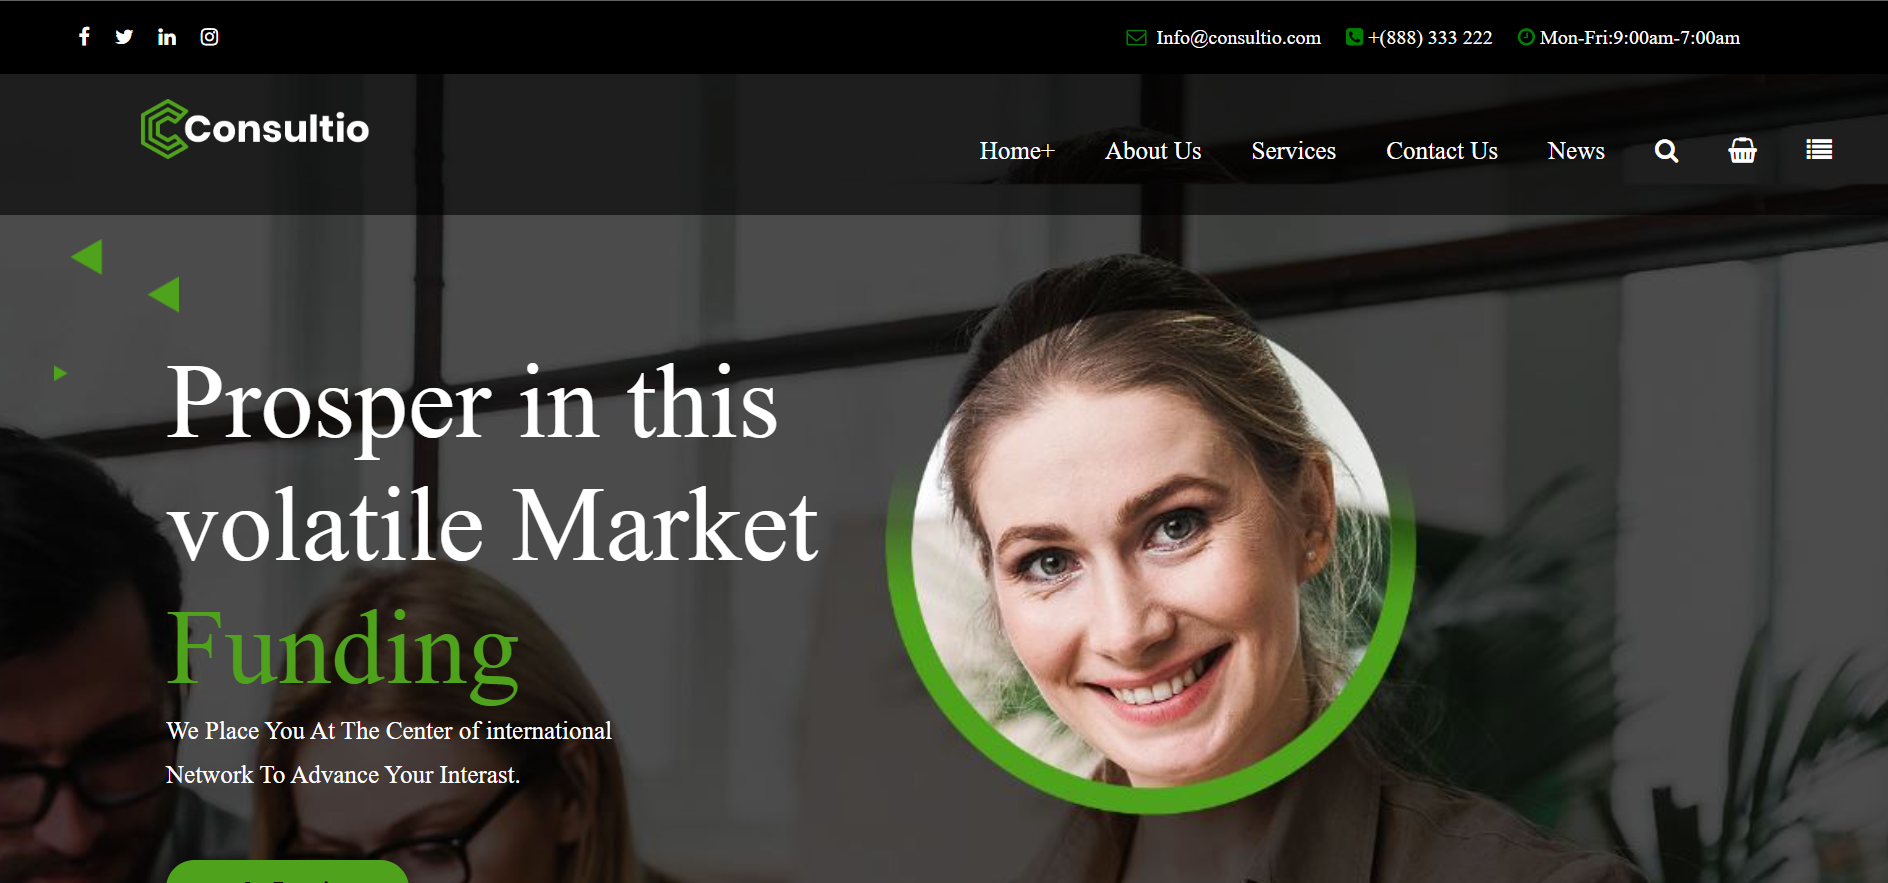 Info@consultio.com +(888) 333 222 Mon-Fri:9:00am-7:00am
Consultio
Home+ About Us Services Contact Us News
Prosper in this
volatile Market
Funding
We Place You At The Center of international
Network To Advance Your Interast.